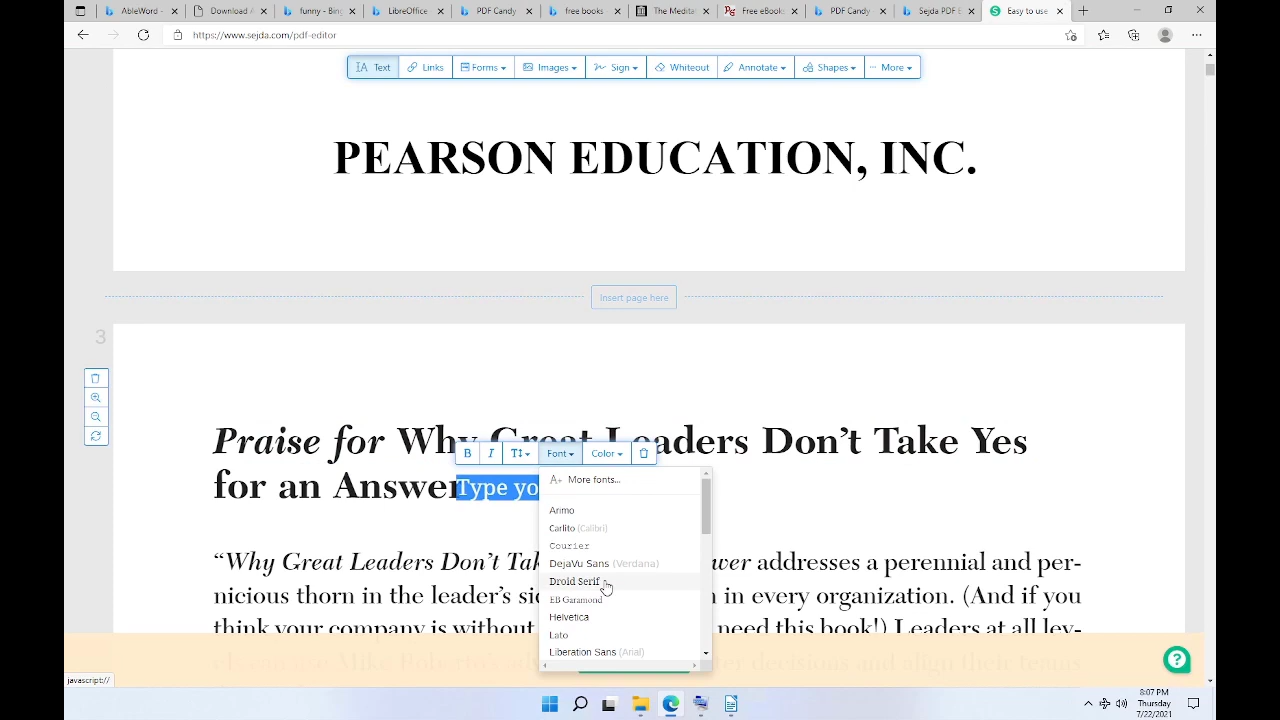 AbleWord -
Download A
funny - Bing
LibreOffice
PDF Candy
free books
The Medita
Free eBook
PDF Candy
Sejda PDF E
Easy to use
https://www.sejda.com/pdf-editor
Text Links Forms Images Sign Whiteout Annotate Shapes More
PEARSON EDUCATION, INC.
Insert page here
3
Praise for Why Great Leaders Don't Take Yes
B I Font Color
for an Answer
Type yo
More fonts...
Arimo
Carlito (Calibri)
Courier
DejaVu Sans (Verdana)
Droid Serif
EB Garamond
Helvetica
Lato
Liberation Sans (Arial)
“Why Great Leaders Don't Tak wer addresses a perennial and per-
nicious thorn in the leader's si n in every organization. (And if you
think your company is without need this book!) Leaders at all lev-
javascript://
8:07 PM
Thursday
7/22/2021